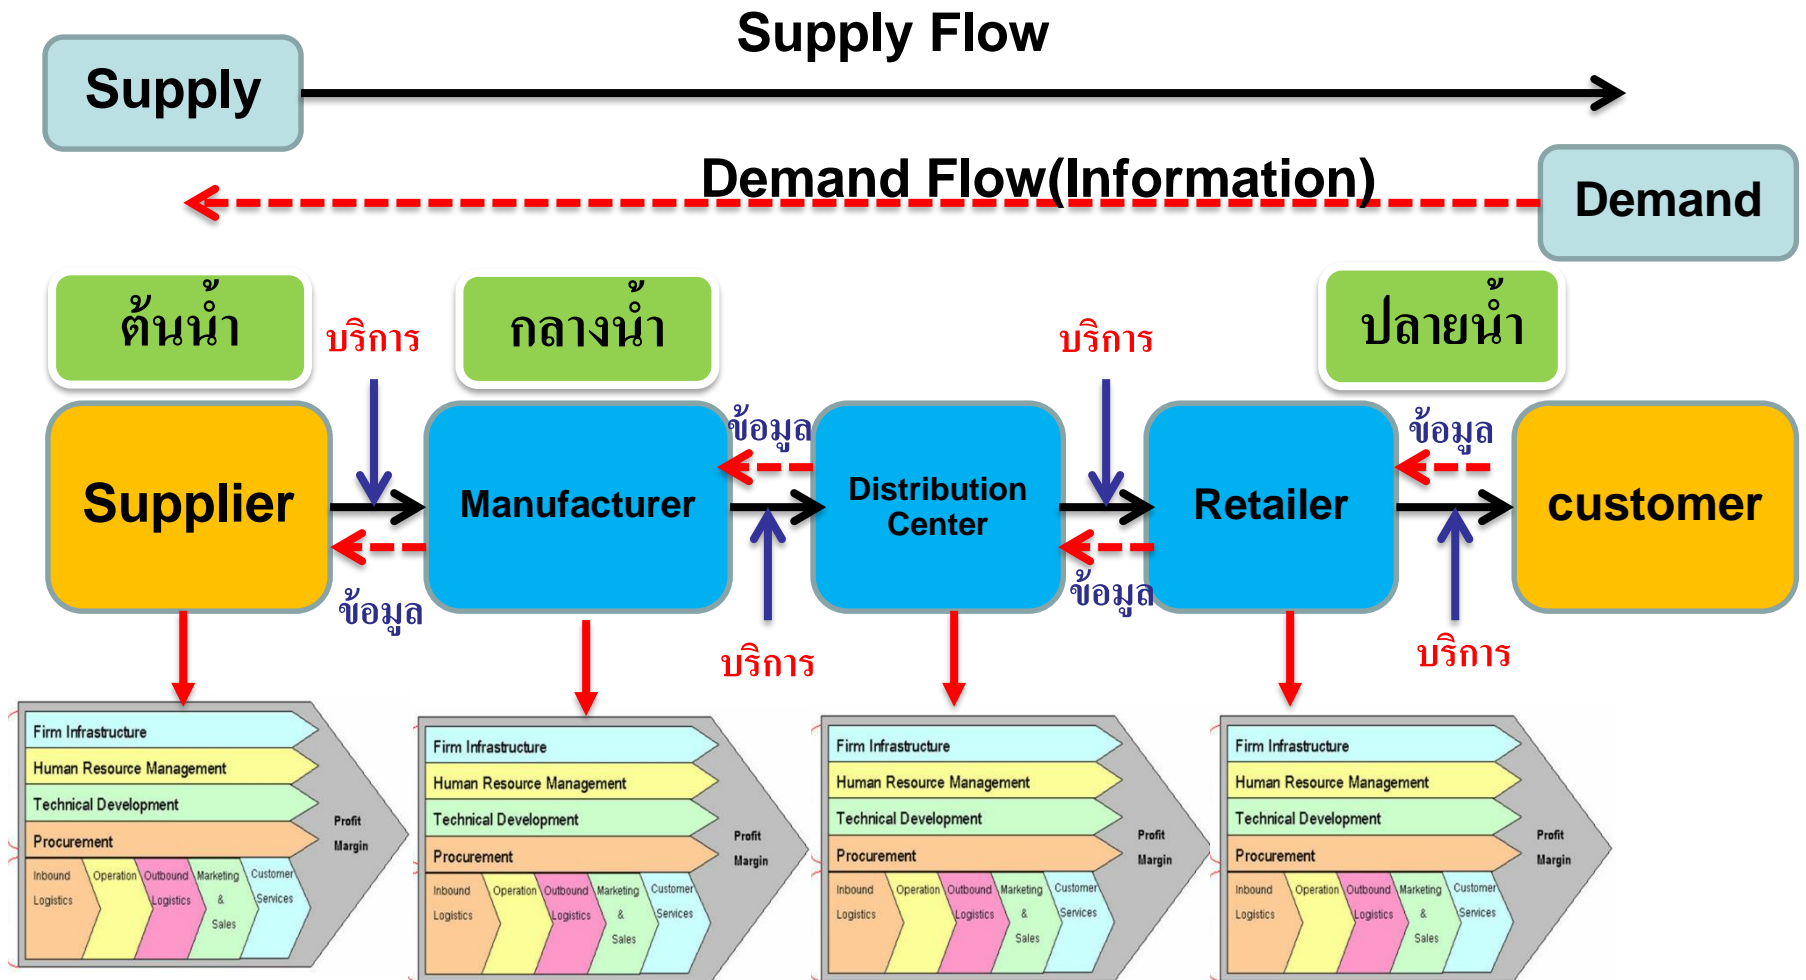 Supply Flow
Supply
Demand Flow(Information)
Demand
ต้นน้ำ
บริการ
กลางน้ำ
บริการ
ปลายน้ำ
ข้อมูล
ข้อมูล
Supplier
Manufacturer
Distribution
Center
Retailer
customer
ข้อมูล
ข้อมูล
บริการ
บริการ
Firm Infrastructure
Human Resource Management
Technical Development
Procurement
Profit
Margin
Inbound
Logistics
Operation
Outbound
Logistics
Marketing
&
Sales
Customer
Services
Firm Infrastructure
Human Resource Management
Technical Development
Procurement
Profit
Margin
Inbound
Logistics
Operation
Outbound
Logistics
Marketing
&
Sales
Customer
Services
Firm Infrastructure
Human Resource Management
Technical Development
Procurement
Profit
Margin
Inbound
Logistics
Operation
Outbound
Logistics
Marketing
&
Sales
Customer
Services
Firm Infrastructure
Human Resource Management
Technical Development
Procurement
Profit
Margin
Inbound
Logistics
Operation
Outbound
Logistics
Marketing
&
Sales
Customer
Services